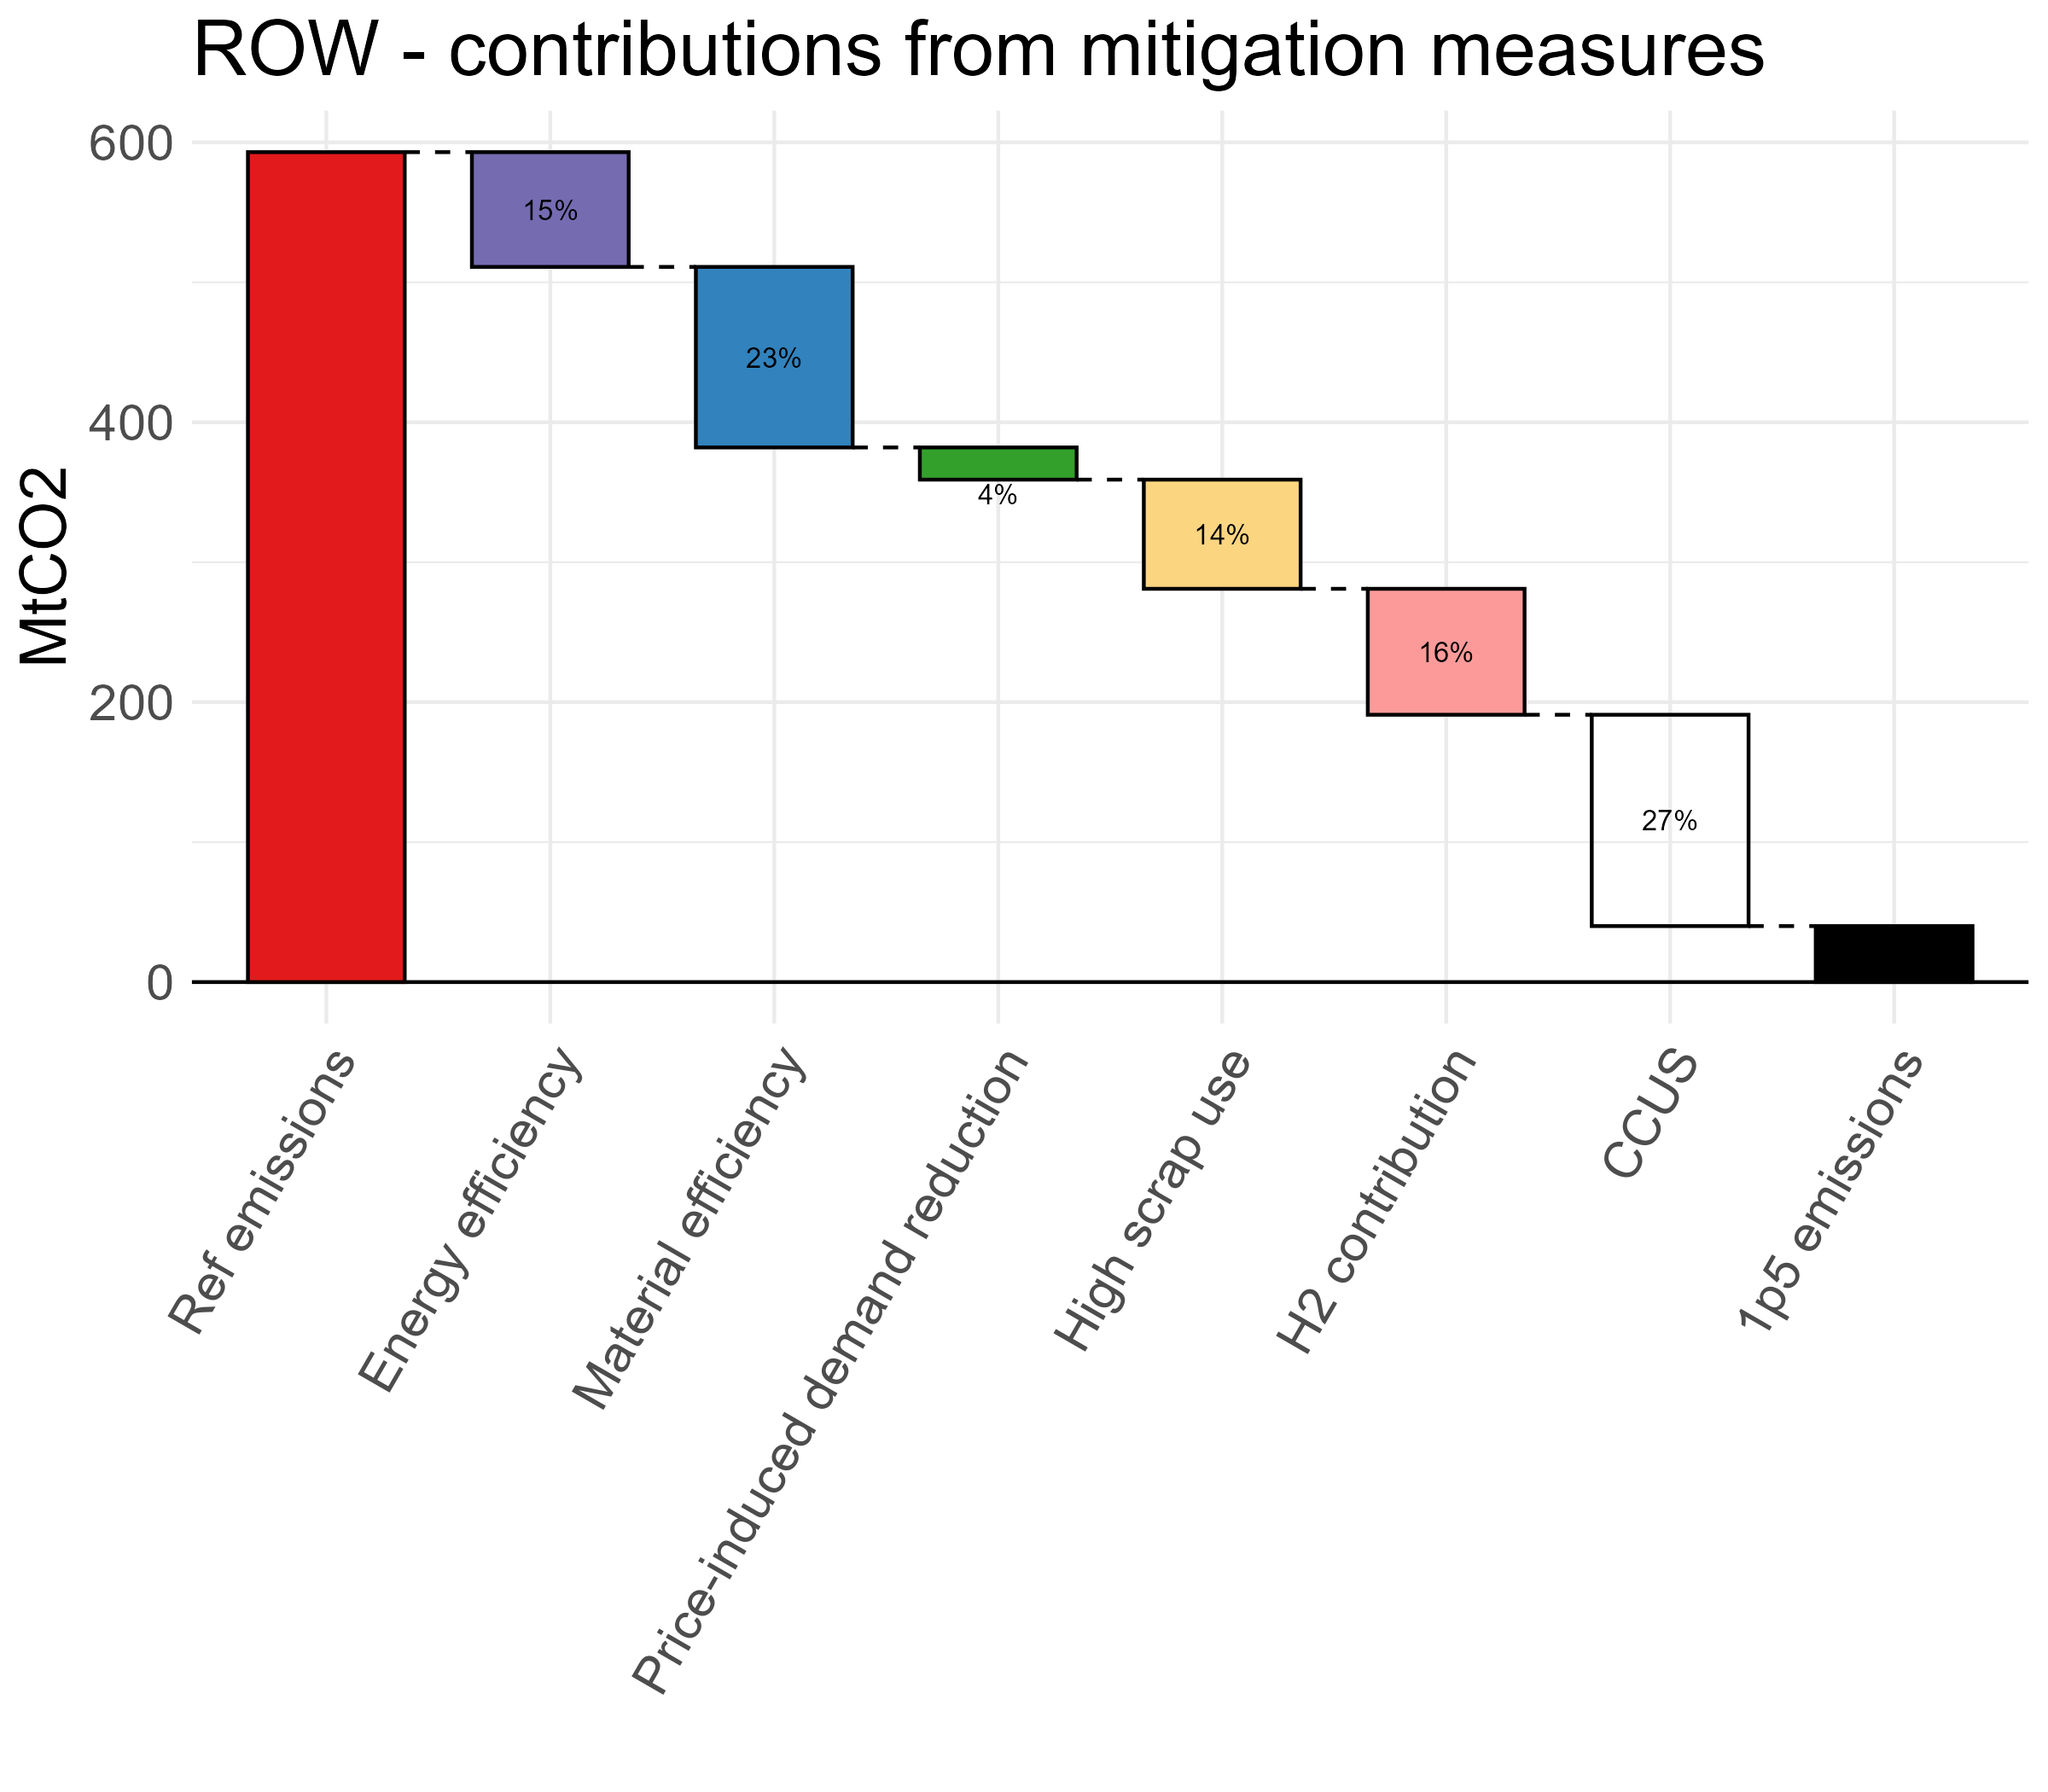 ROW - contributions from mitigation measures
MtCO2
600
400
200
0
15%
23%
4%
14%
16%
27%
Ref emissions
Energy efficiency
Material efficiency
Price-induced demand reduction
High scrap use
H2 contribution
CCUS
1p5 emissions